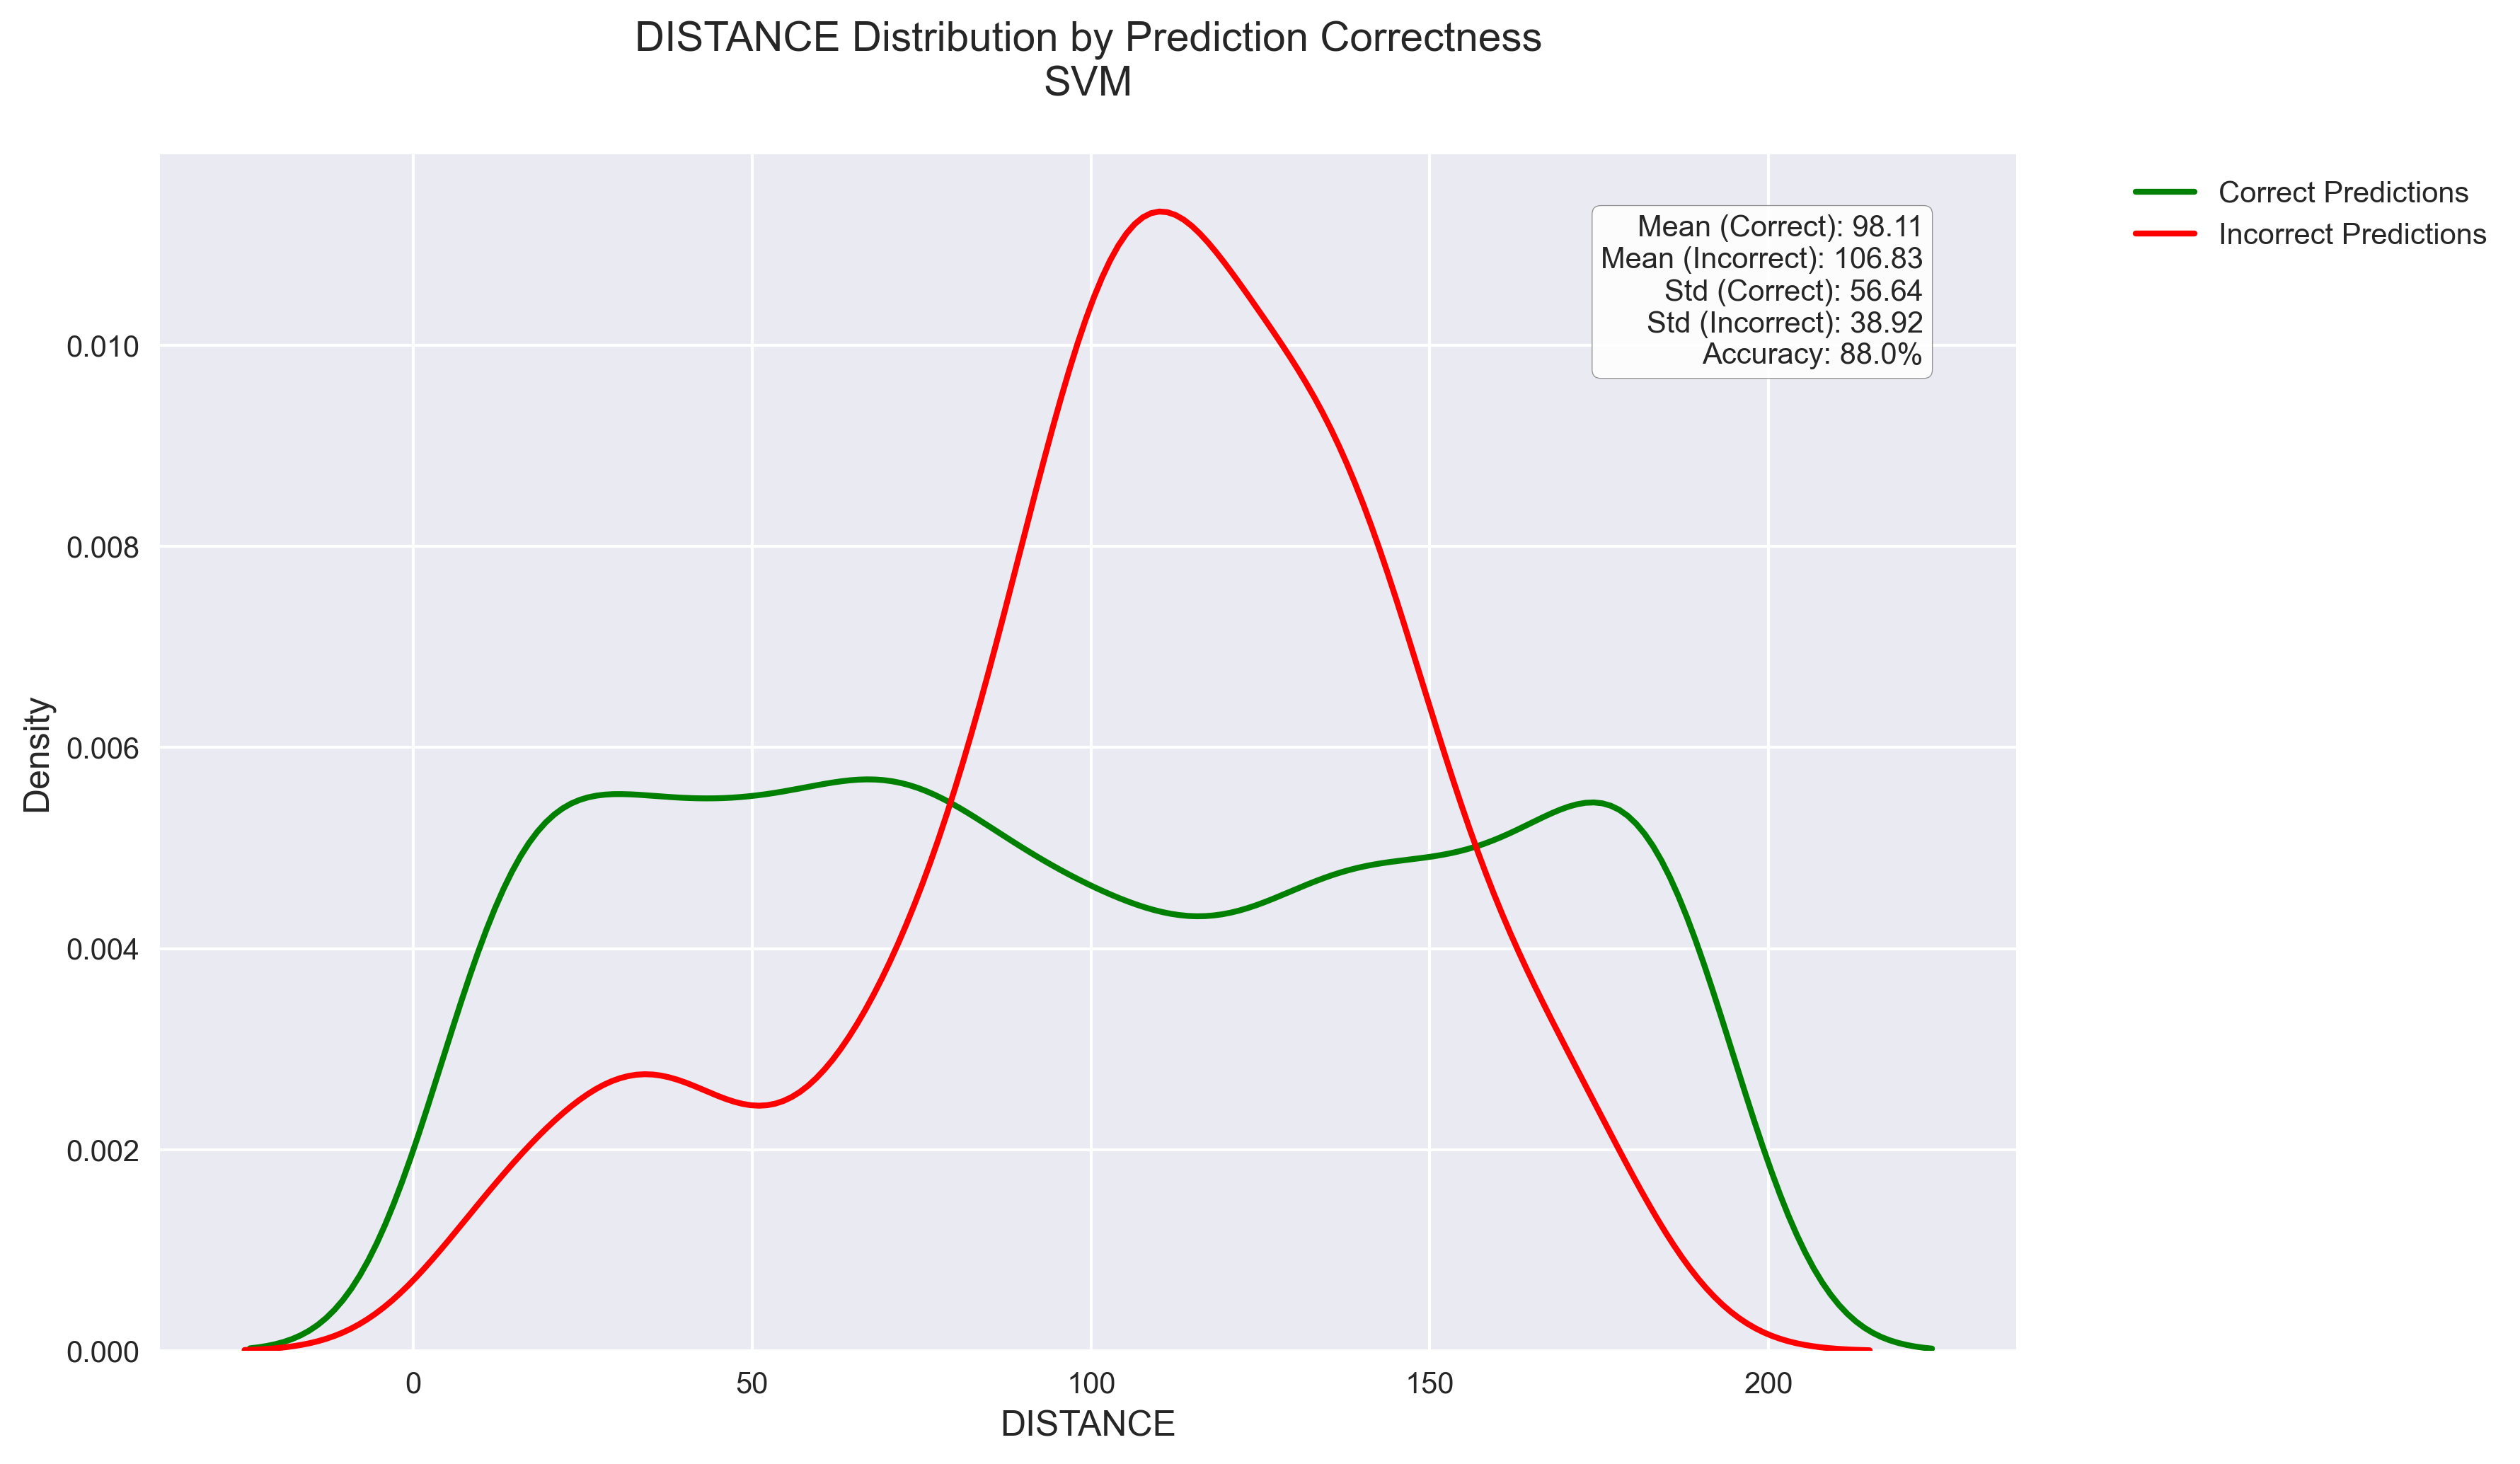 DISTANCE Distribution by Prediction Correctness
SVM
Correct Predictions
Incorrect Predictions
Mean (Correct): 98.11
Mean (Incorrect): 106.83
Std (Correct): 56.64
Std (Incorrect): 38.92
Accuracy: 88.0%
Density
0.010
0.008
0.006
0.004
0.002
0.000
0 50 100 150 200
DISTANCE